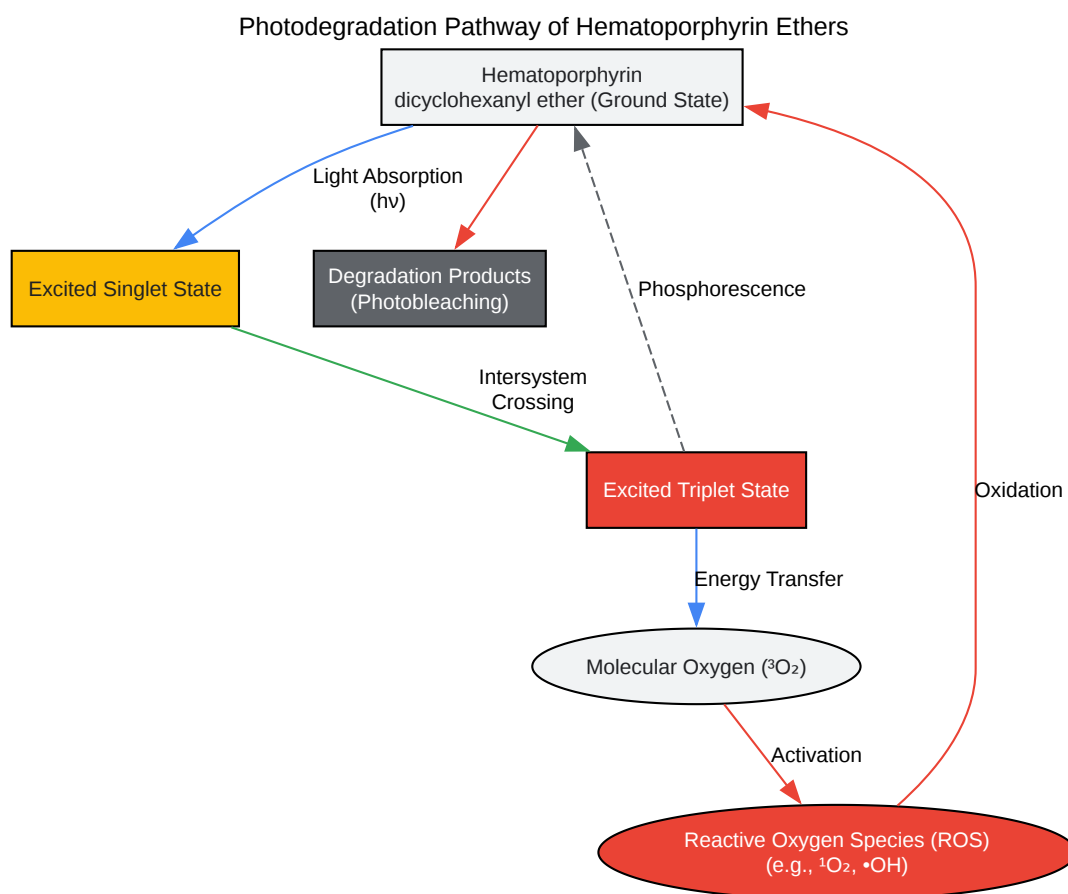 Photodegradation Pathway of Hematoporphyrin Ethers
Hematoporphyrin
dicyclohexanyl ether (Ground State)
Light Absorption
(hν)
Excited Singlet State
Degradation Products
(Photobleaching)
Phosphorescence
Intersystem
Crossing
Excited Triplet State
Oxidation
Energy Transfer
Molecular Oxygen (³O₂)
Activation
Reactive Oxygen Species (ROS)
(e.g., ¹O₂, •OH)